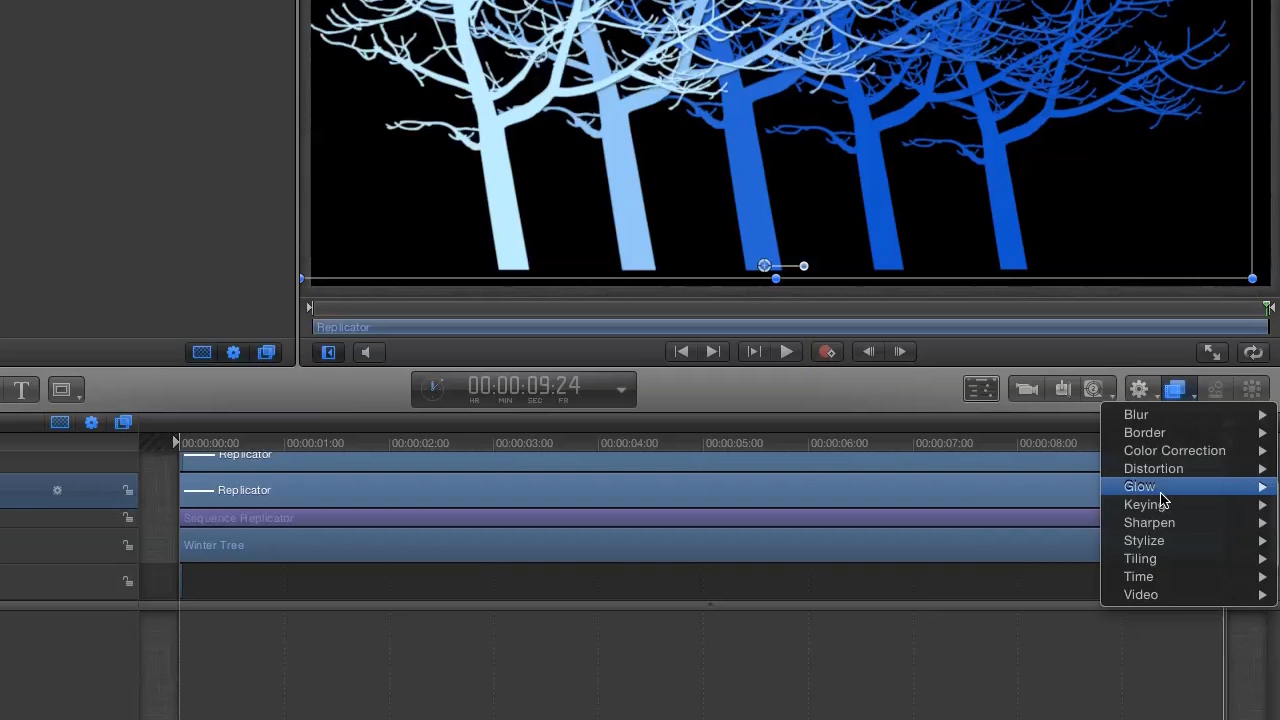 Replicator
T
00:00:09:24
HR MIN SEC FR
00:00:00:00 00:00:01:00 00:00:02:00 00:00:03:00 00:00:04:00 00:00:05:00 00:00:06:00 00:00:07:00 00:00:08:00
Replicator
Replicator
Sequence Replicator
Winter Tree
Blur
Border
Color Correction
Distortion
Glow
Keying
Sharpen
Stylize
Tiling
Time
Video